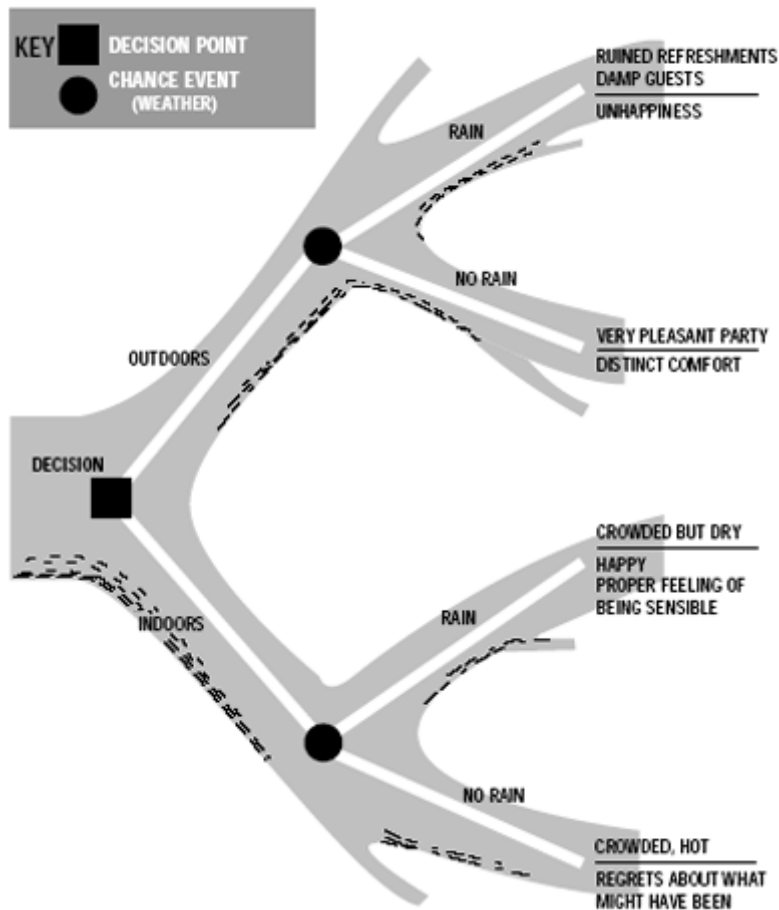 KEY
DECISION POINT
CHANCE EVENT
(WEATHER)
RUINED REFRESHMENTS
DAMP GUESTS
UNHAPPINESS
RAIN
NO RAIN
VERY PLEASANT PARTY
DISTINCT COMFORT
OUTDOORS
DECISION
CROWDED BUT DRY
HAPPY
PROPER FEELING OF
BEING SENSIBLE
RAIN
INDOORS
NO RAIN
CROWDED, HOT
REGRETS ABOUT WHAT
MIGHT HAVE BEEN